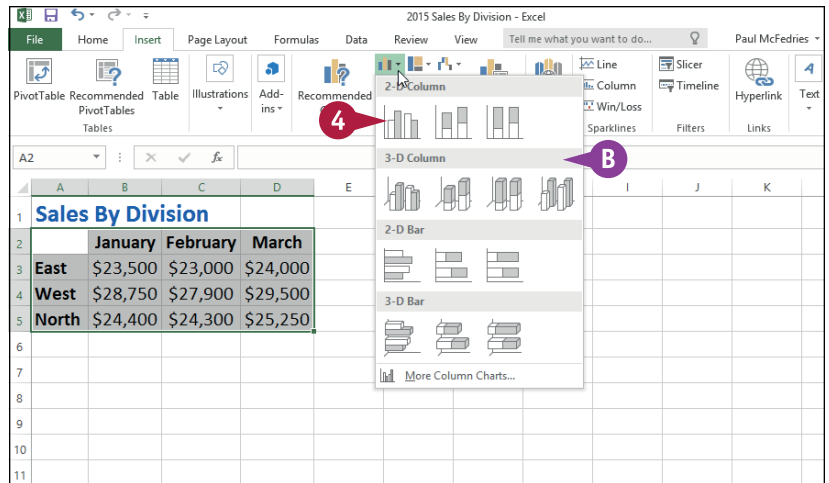 2015 Sales By Division - Excel
File Home Insert Page Layout Formulas Data Review View Tell me what you want to do... Paul McFedries
PivotTable Recommended PivotTables Table Illustrations Add-ins Recommended
Line
Column
Win/Loss
Slicer
Timeline
Hyperlink
Text
Tables Sparklines Filters Links
A2 fx
2-D Column
4
3-D Column
B
2-D Bar
3-D Bar
More Column Charts...
A B C D E I J K
1 Sales By Division
2 January February March
3 East $23,500 $23,000 $24,000
4 West $28,750 $27,900 $29,500
5 North $24,400 $24,300 $25,250
6
7
8
9
10
11